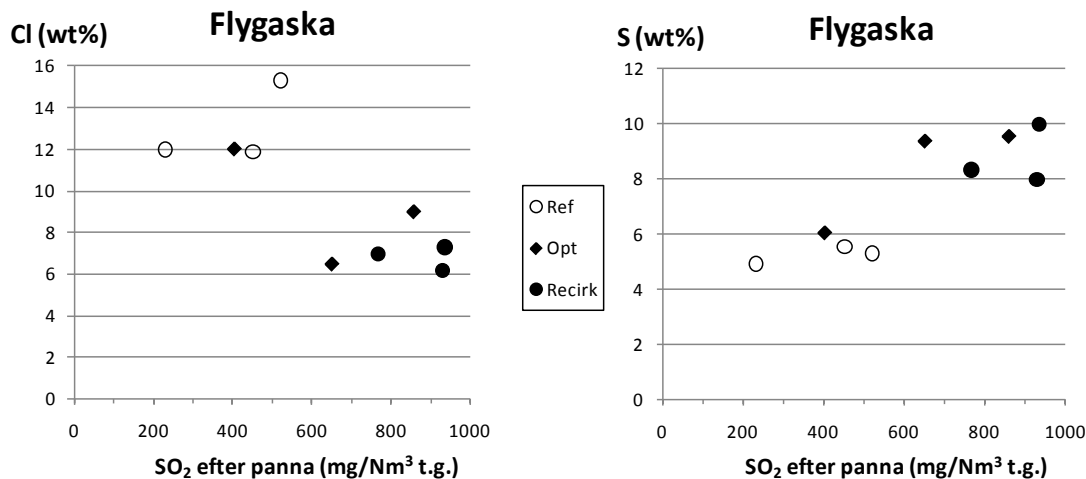 Flygaska
Cl (wt%)
16
14
12
10
8
6
4
2
0
0 200 400 600 800 1000
SO₂ efter panna (mg/Nm³ t.g.)
Ref
Opt
Recirk
Flygaska
S (wt%)
12
10
8
6
4
2
0
0 200 400 600 800 1000
SO₂ efter panna (mg/Nm³ t.g.)